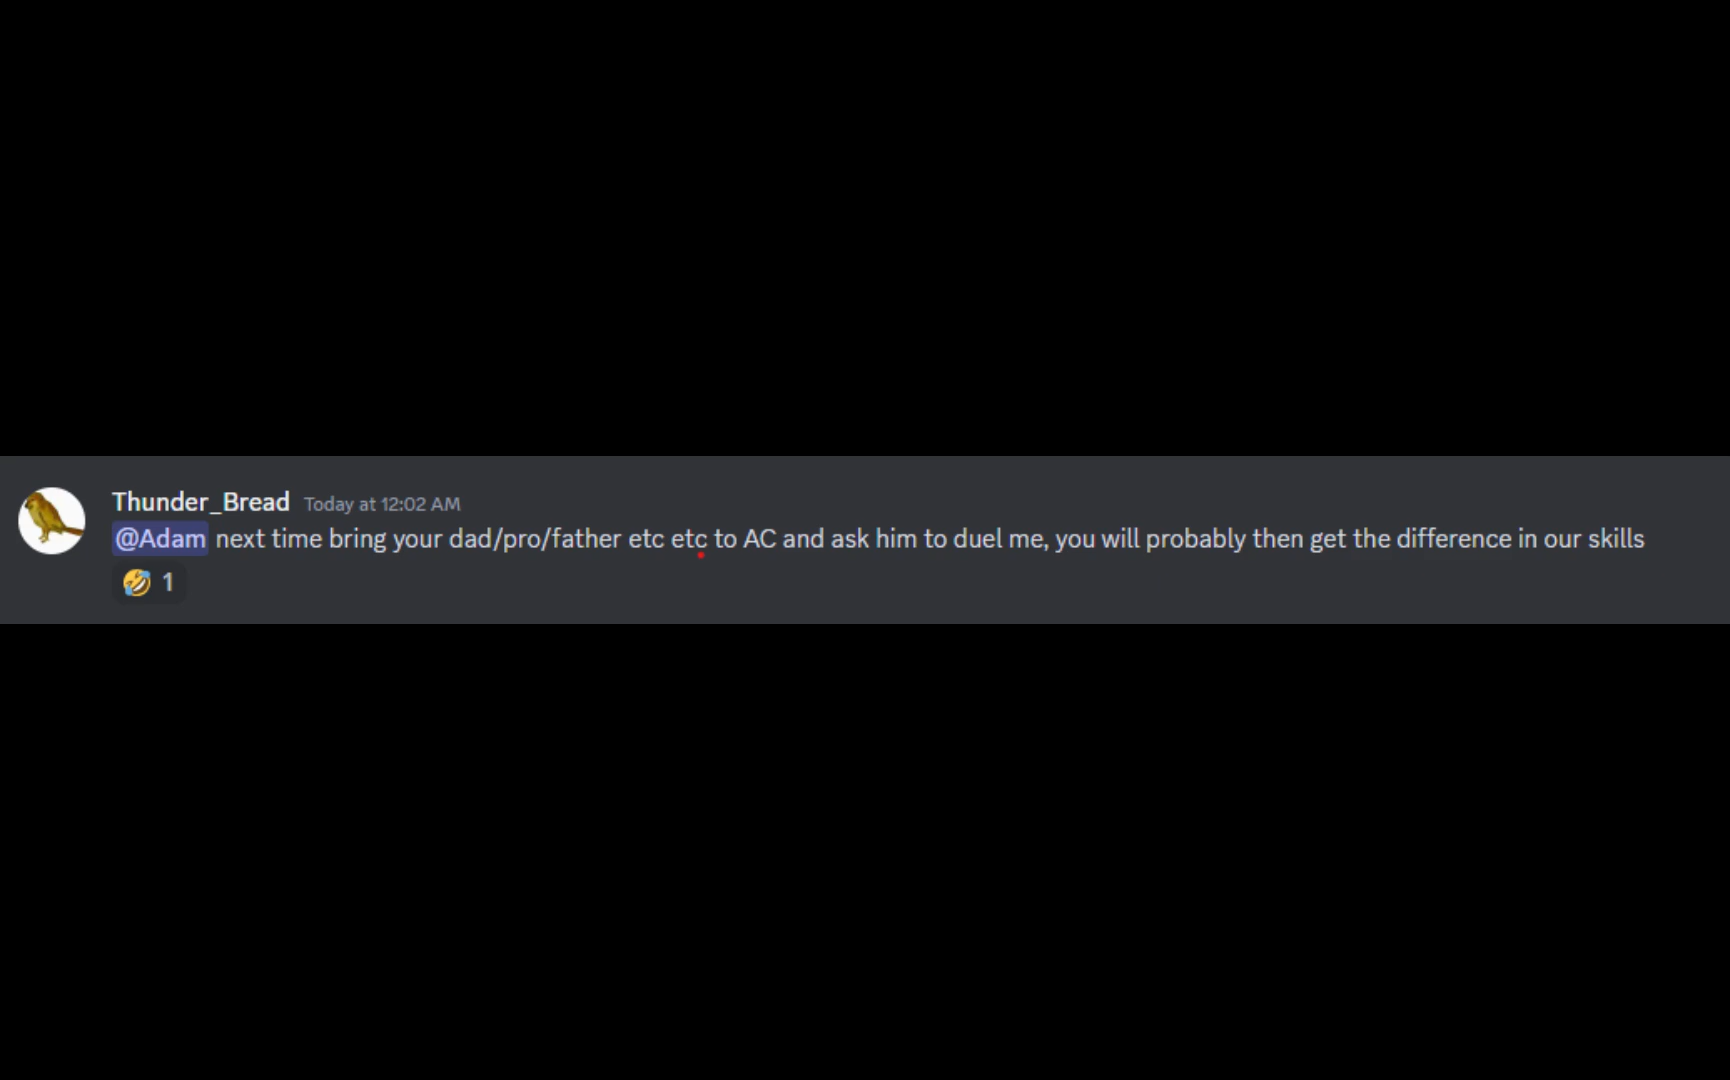 Thunder_Bread Today at 12:02 AM
@Adam next time bring your dad/pro/father etc etc to AC and ask him to duel me, you will probably then get the difference in our skills
🤣 1